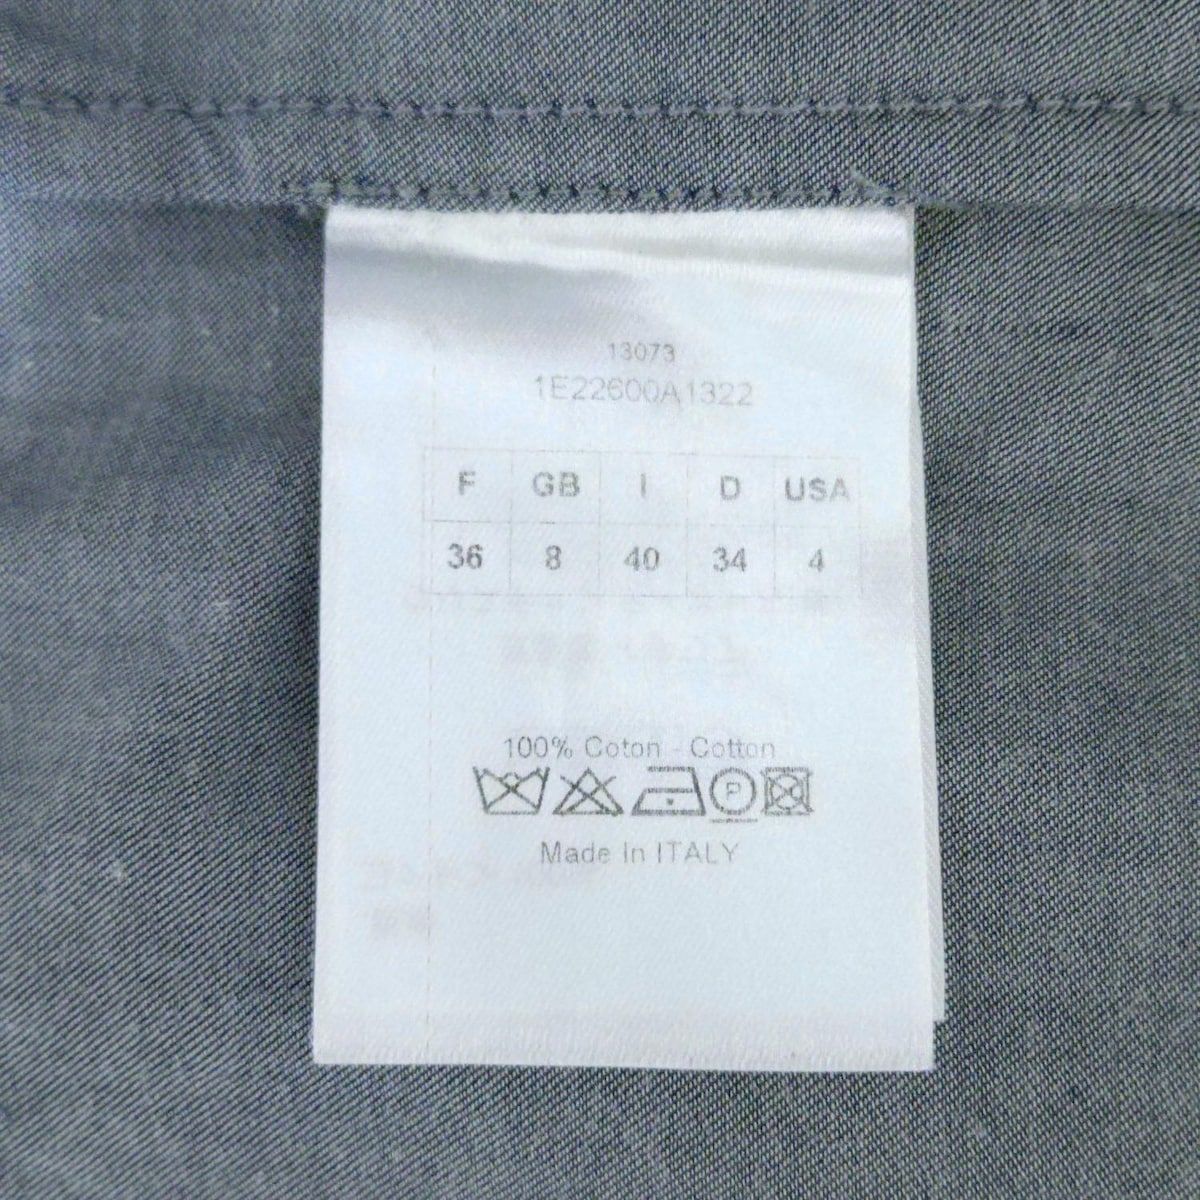 13073
1E22600A1322
F GB I D USA
36 8 40 34 4
100% Coton - Cotton
P
Made In ITALY